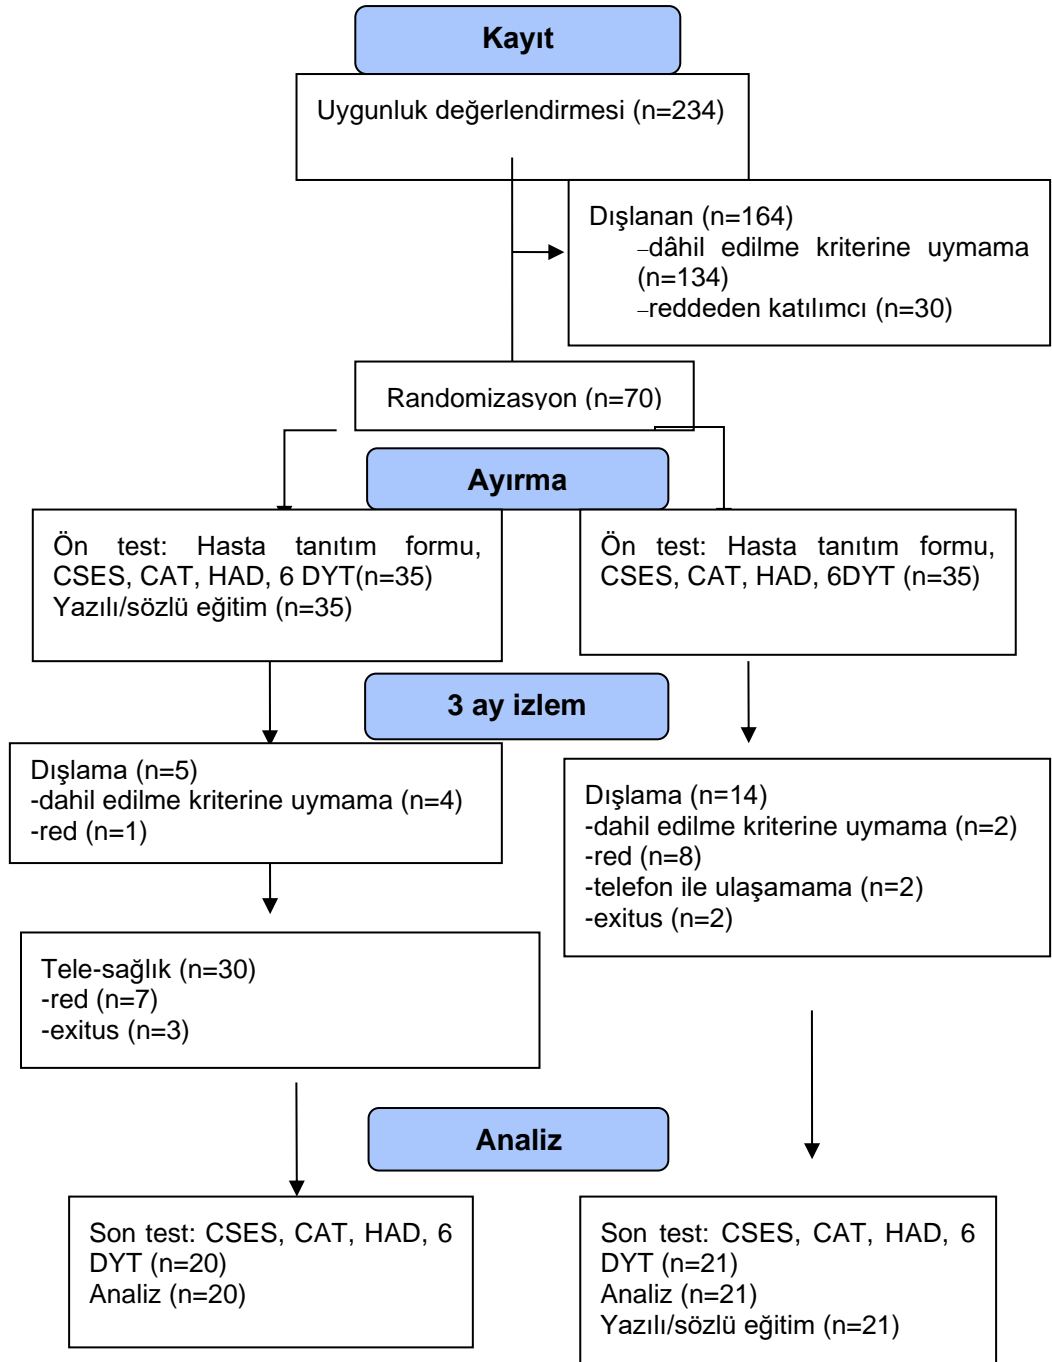 Kayıt
Uygunluk değerlendirmesi (n=234)
Dışlanan (n=164)
–dâhil edilme kriterine uymama
(n=134)
–reddeden katılımcı (n=30)
Randomizasyon (n=70)
Ayırma
Ön test: Hasta tanıtım formu,
CSES, CAT, HAD, 6 DYT(n=35)
Yazılı/sözlü eğitim (n=35)
Ön test: Hasta tanıtım formu,
CSES, CAT, HAD, 6DYT (n=35)
3 ay izlem
Dışlama (n=5)
-dahil edilme kriterine uymama (n=4)
-red (n=1)
Dışlama (n=14)
-dahil edilme kriterine uymama (n=2)
-red (n=8)
-telefon ile ulaşamama (n=2)
-exitus (n=2)
Tele-sağlık (n=30)
-red (n=7)
-exitus (n=3)
Analiz
Son test: CSES, CAT, HAD, 6
DYT (n=20)
Analiz (n=20)
Son test: CSES, CAT, HAD, 6
DYT (n=21)
Analiz (n=21)
Yazılı/sözlü eğitim (n=21)